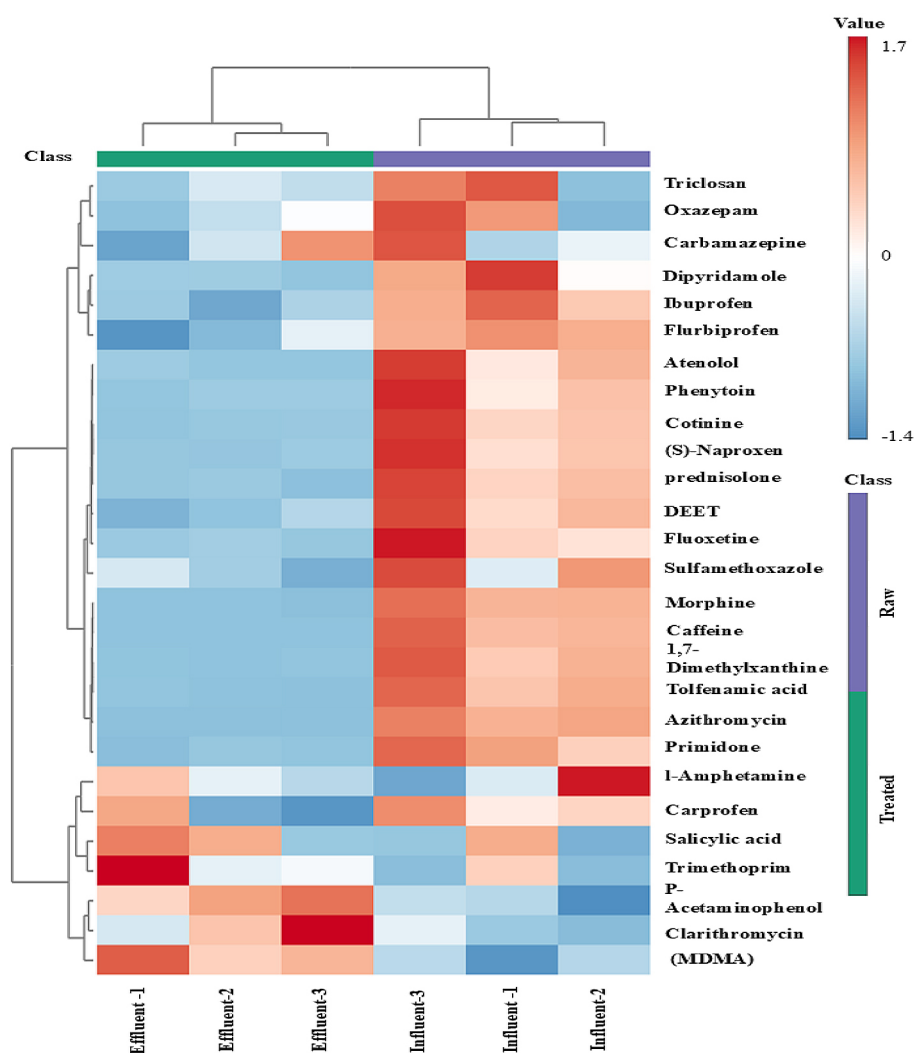 Value
1.7
0
-1.4
Class
Triclosan
Oxazepam
Carbamazepine
Dipyridamole
Ibuprofen
Flurbiprofen
Atenolol
Phenytoin
Cotinine
(S)-Naproxen
prednisolone
DEET
Fluoxetine
Sulfamethoxazole
Morphine
Caffeine
1,7-
Dimethylxanthine
Tolfenamic acid
Azithromycin
Primidone
l-Amphetamine
Carprofen
Salicylic acid
Trimethoprim
P-
Acetaminophenol
Clarithromycin
(MDMA)
Class
Raw
Treated
Effluent -1
Effluent-2
Effluent-3
Influent-3
Influent -1
Influent-2